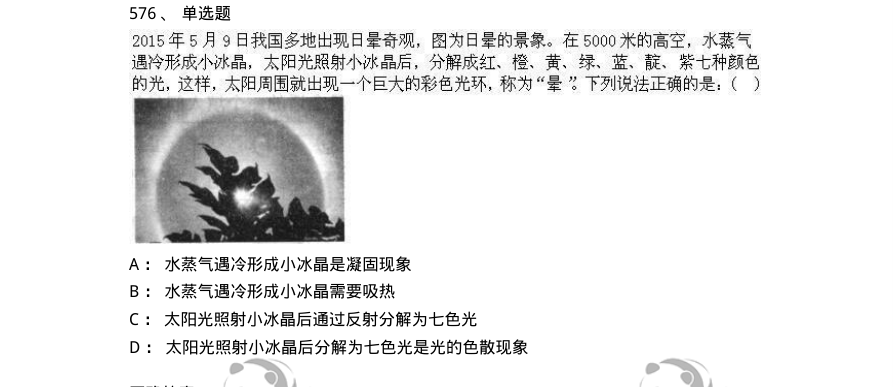 576 、 单选题
2015 年 5 月 9 日我国多地出现日晕奇观，图为日晕的景象。在 5000 米的高空，水蒸气
遇冷形成小冰晶，太阳光照射小冰晶后，分解成红、橙、黄、绿、蓝、靛、紫七种颜色
的光，这样，太阳周围就出现一个巨大的彩色光环，称为“晕 ”。下列说法正确的是：（ ）
A ： 水蒸气遇冷形成小冰晶是凝固现象
B ： 水蒸气遇冷形成小冰晶需要吸热
C ： 太阳光照射小冰晶后通过反射分解为七色光
D ： 太阳光照射小冰晶后分解为七色光是光的色散现象